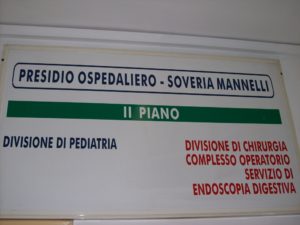 PRESIDIO OSPEDALIERO - SOVERIA MANNELLI
II PIANO
DIVISIONE DI PEDIATRIA
DIVISIONE DI CHIRURGIA
COMPLESSO OPERATORIO
SERVIZIO DI
ENDOSCOPIA DIGESTIVA